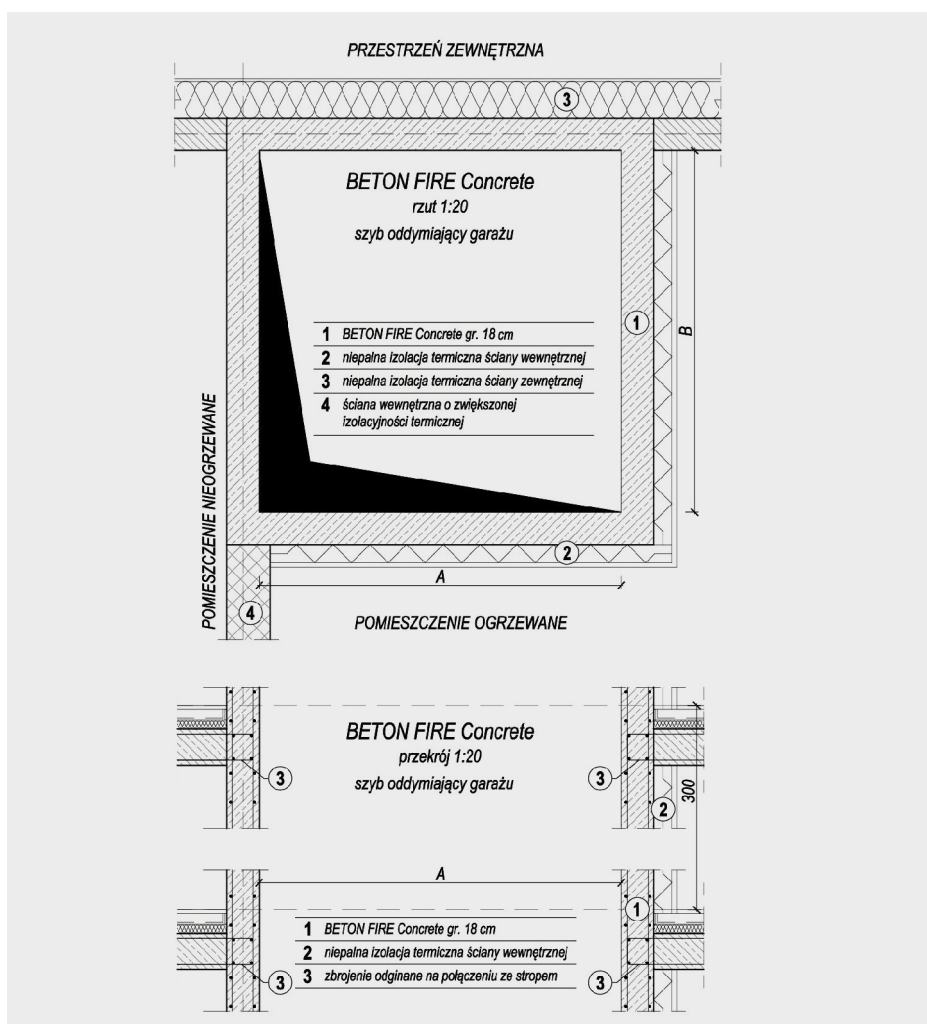 PRZESTRZEŃ ZEWNĘTRZNA
3
BETON FIRE Concrete
rzut 1:20
szyb oddymiający garażu
1 BETON FIRE Concrete gr. 18 cm
2 niepalna izolacja termiczna ściany wewnętrznej
3 niepalna izolacja termiczna ściany zewnętrznej
4 ściana wewnętrzna o zwiększonej
izolacyjności termicznej
1
B
POMIESZCZENIE NIEOGRZEWANE
2
A
4
POMIESZCZENIE OGRZEWANE
BETON FIRE Concrete
przekrój 1:20
szyb oddymiający garażu
3
3
2
300
A
1
1 BETON FIRE Concrete gr. 18 cm
2 niepalna izolacja termiczna ściany wewnętrznej
3 zbrojenie odginane na połączeniu ze stropem
3
3